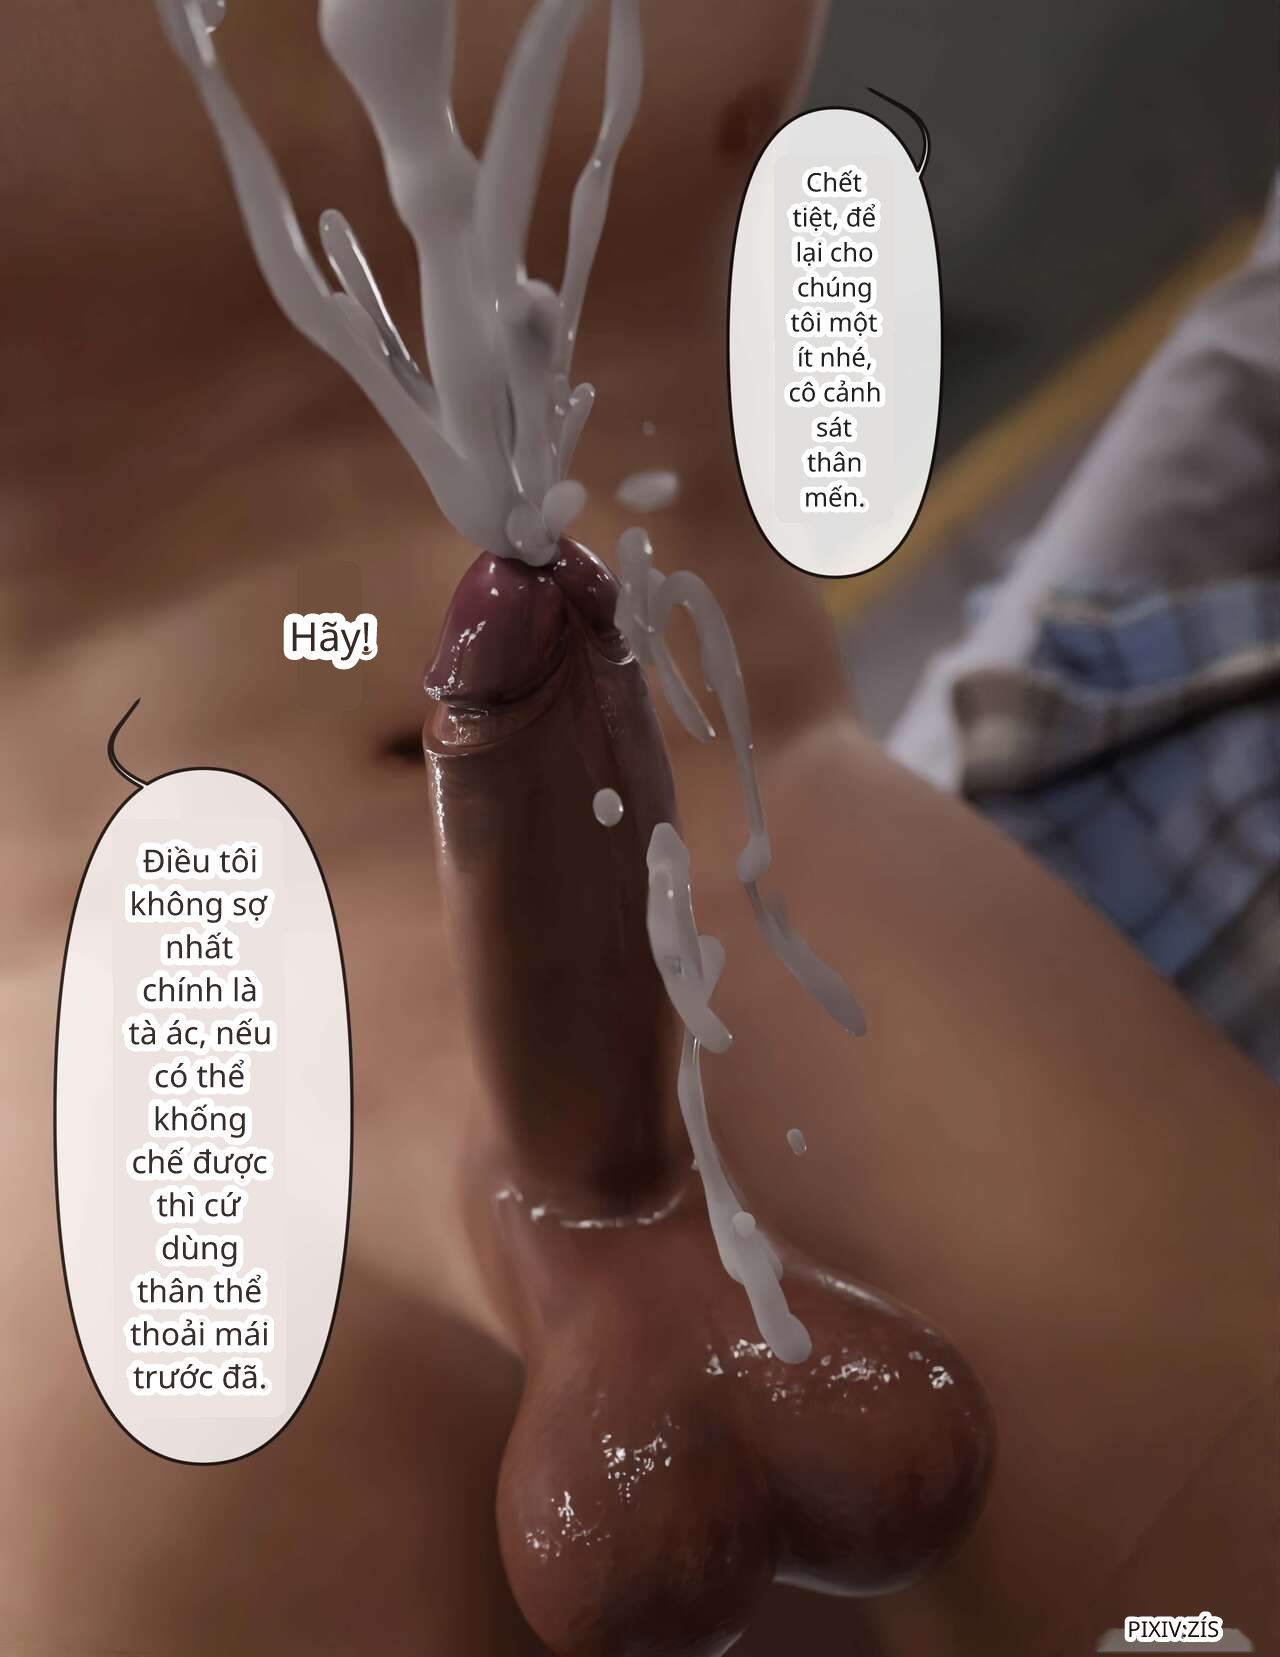 Chết
tiệt, để
lại cho
chúng
tôi một
ít nhé,
cô cảnh
sát
thân
mến.
Hãy!
Điều tôi
không sợ
nhất
chính là
tà ác, nếu
có thể
khống
chế được
thì cứ
dùng
thân thể
thoải mái
trước đã.
PIXIV:ZÍS